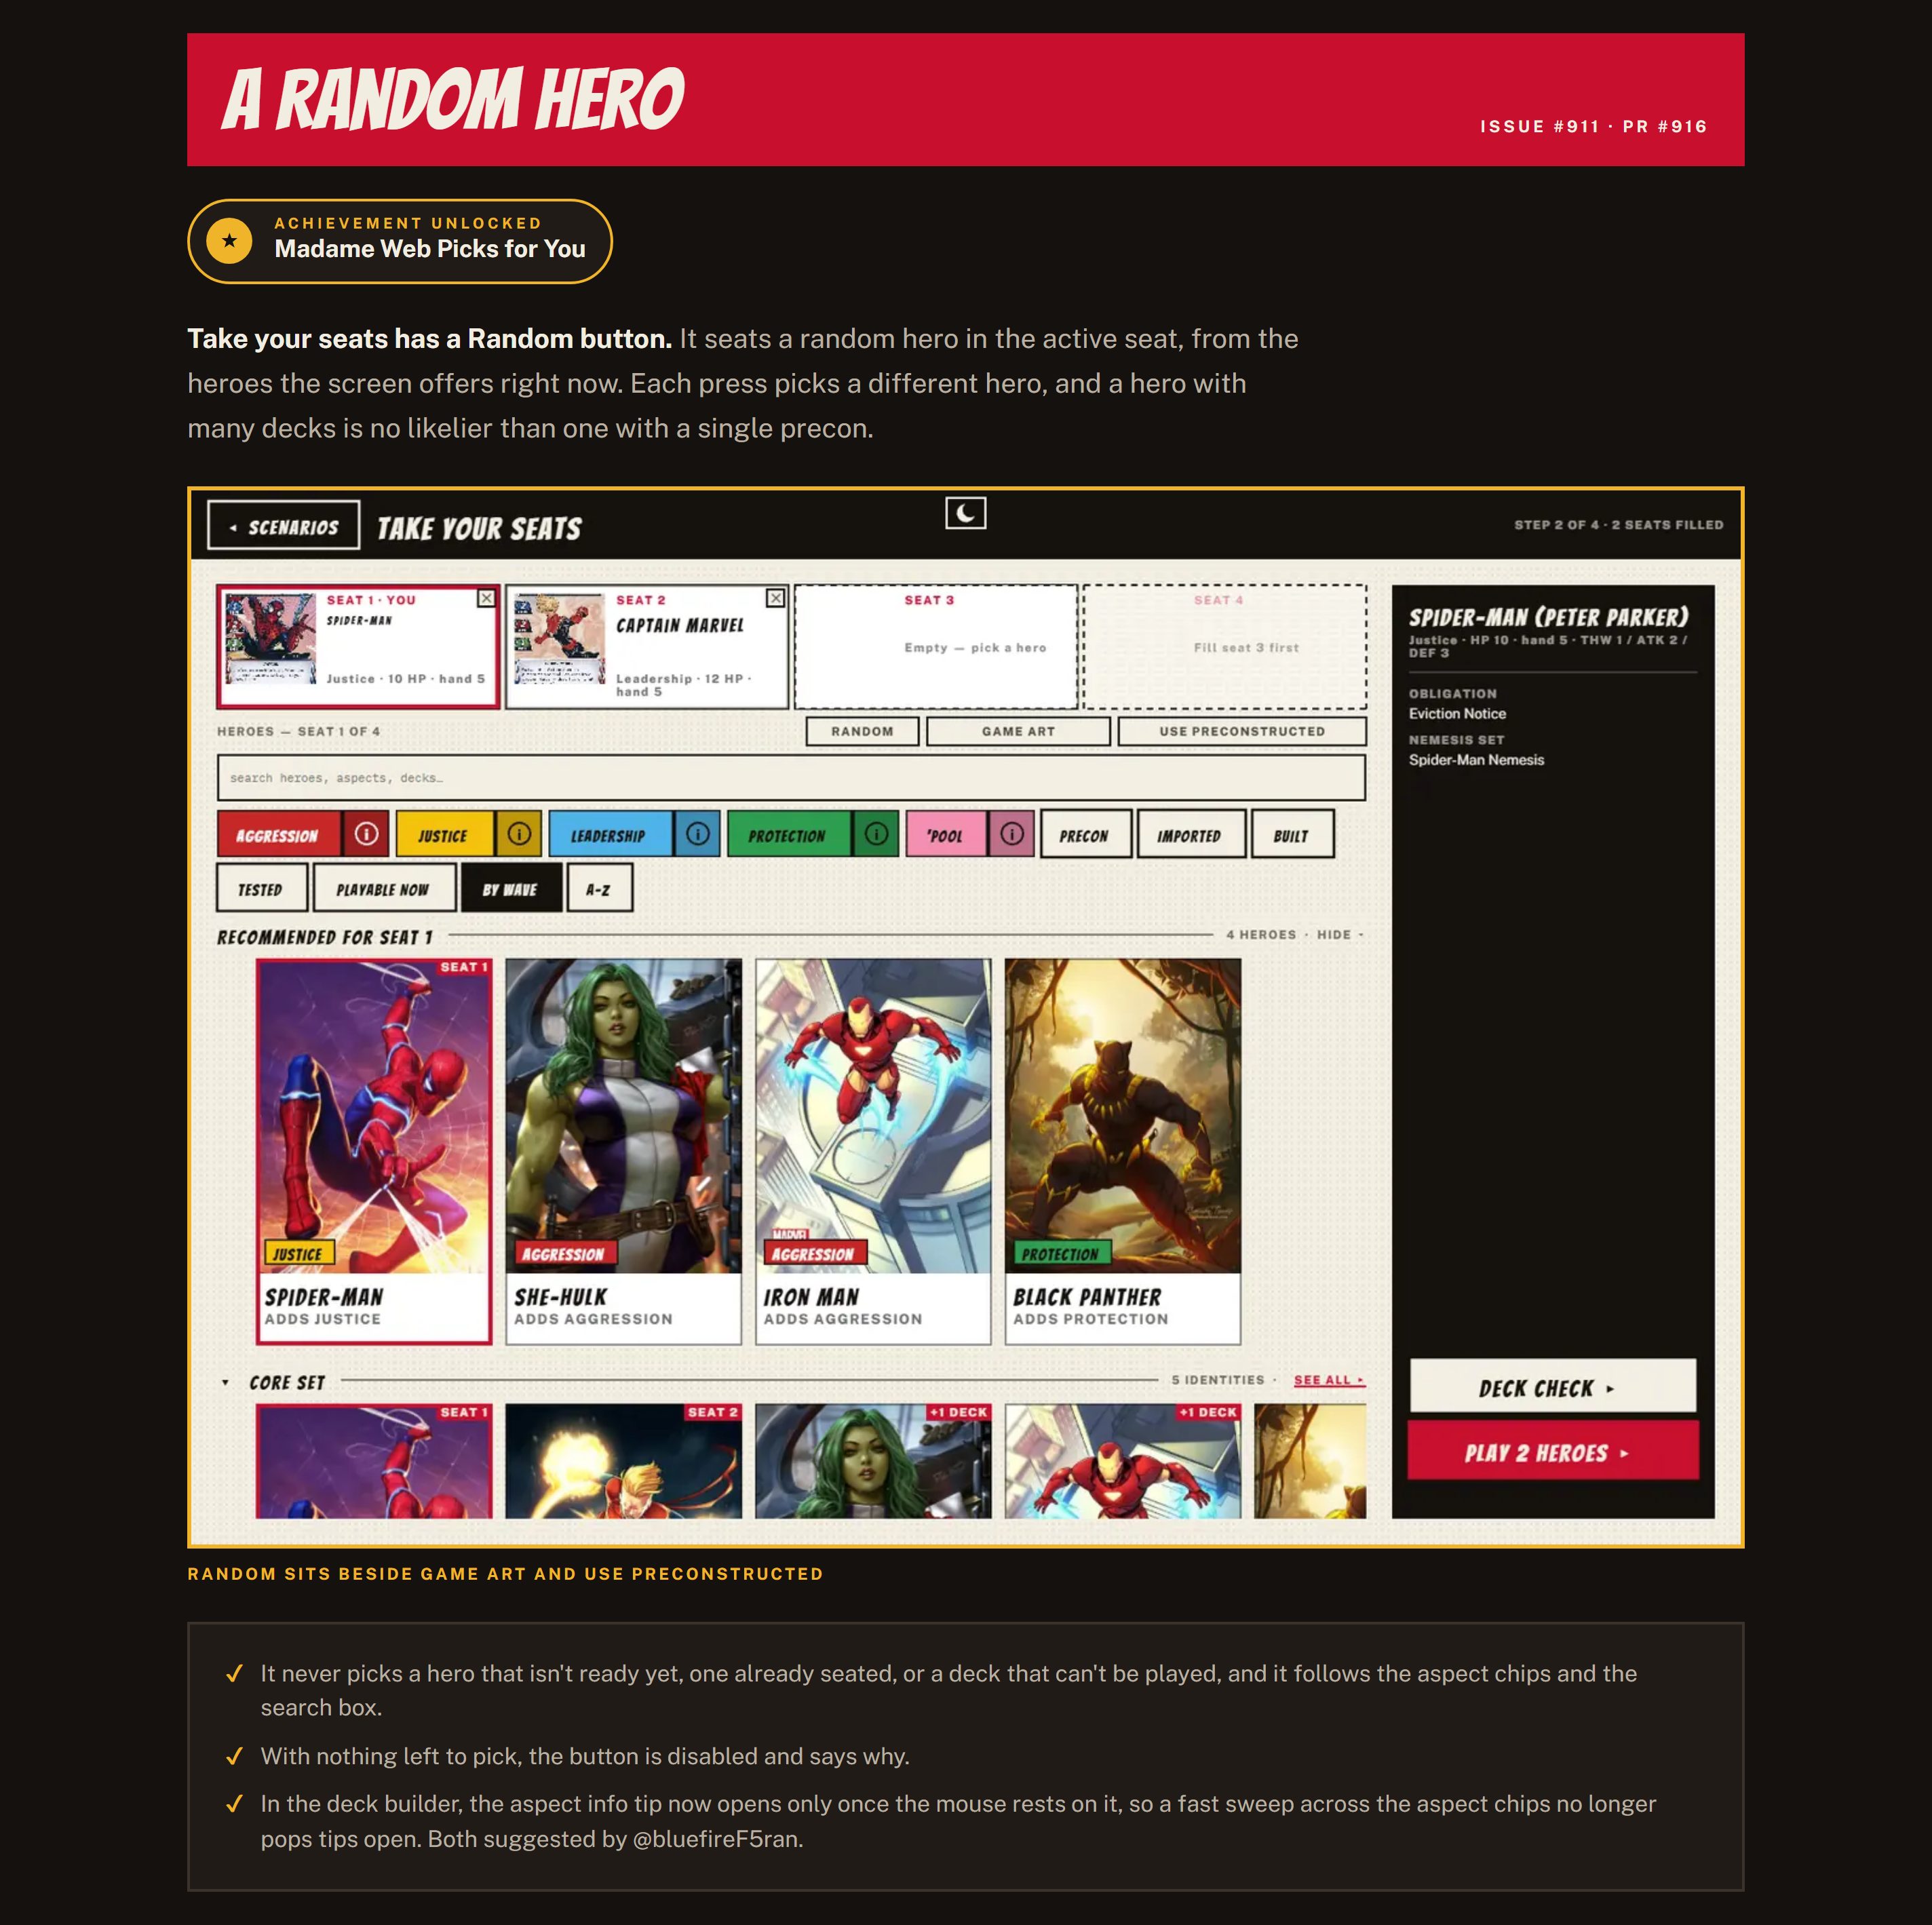 A RANDOM HERO
ISSUE #911 · PR #916
ACHIEVEMENT UNLOCKED
Madame Web Picks for You
Take your seats has a Random button. It seats a random hero in the active seat, from the
heroes the screen offers right now. Each press picks a different hero, and a hero with
many decks is no likelier than one with a single precon.
◂ SCENARIOS
TAKE YOUR SEATS
STEP 2 OF 4 · 2 SEATS FILLED
SEAT 1 · YOU
SPIDER-MAN
Justice · 10 HP · hand 5
SEAT 2
CAPTAIN MARVEL
Leadership · 12 HP ·
hand 5
SEAT 3
Empty — pick a hero
SEAT 4
Fill seat 3 first
HEROES — SEAT 1 OF 4
RANDOM
GAME ART
USE PRECONSTRUCTED
search heroes, aspects, decks…
AGGRESSION
JUSTICE
LEADERSHIP
PROTECTION
'POOL
PRECON
IMPORTED
BUILT
TESTED
PLAYABLE NOW
BY WAVE
A-Z
RECOMMENDED FOR SEAT 1
4 HEROES · HIDE
SEAT 1
JUSTICE
SPIDER-MAN
ADDS JUSTICE
AGGRESSION
SHE-HULK
ADDS AGGRESSION
MARVEL
AGGRESSION
IRON MAN
ADDS AGGRESSION
PROTECTION
BLACK PANTHER
ADDS PROTECTION
▾ CORE SET
5 IDENTITIES · SEE ALL ▸
SEAT 1
SEAT 2
+1 DECK
+1 DECK
SPIDER-MAN (PETER PARKER)
Justice · HP 10 · hand 5 · THW 1 / ATK 2 /
DEF 3
OBLIGATION
Eviction Notice
NEMESIS SET
Spider-Man Nemesis
DECK CHECK ▸
PLAY 2 HEROES ▸
RANDOM SITS BESIDE GAME ART AND USE PRECONSTRUCTED
✓ It never picks a hero that isn't ready yet, one already seated, or a deck that can't be played, and it follows the aspect chips and the
search box.
✓ With nothing left to pick, the button is disabled and says why.
✓ In the deck builder, the aspect info tip now opens only once the mouse rests on it, so a fast sweep across the aspect chips no longer
pops tips open. Both suggested by @bluefireF5ran.